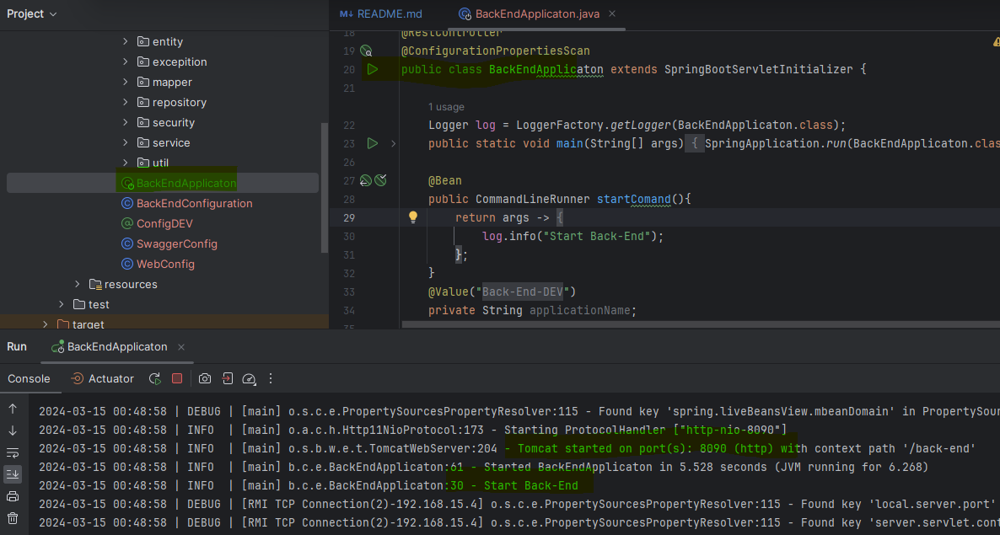 Project
README.md
BackEndApplicaton.java
entity
excepition
mapper
repository
security
service
util
BackEndApplicaton
BackEndConfiguration
ConfigDEV
SwaggerConfig
WebConfig
resources
test
target
18 @RestController
19 @ConfigurationPropertiesScan
20 public class BackEndApplicaton extends SpringBootServletInitializer {
21
1 usage
22 Logger log = LoggerFactory.getLogger(BackEndApplicaton.class);
23 public static void main(String[] args) { SpringApplication.run(BackEndApplicaton.clas
26
27 @Bean
28 public CommandLineRunner startComand(){
29 return args -> {
30 log.info("Start Back-End");
31 };
32 }
33 @Value("Back-End-DEV")
34 private String applicationName;
35
Run BackEndApplicaton
Console Actuator
2024-03-15 00:48:58 | DEBUG | [main] o.s.c.e.PropertySourcesPropertyResolver:115 - Found key 'spring.liveBeansView.mbeanDomain' in PropertySou
2024-03-15 00:48:58 | INFO | [main] o.a.c.h.Http11NioProtocol:173 - Starting ProtocolHandler ["http-nio-8090"]
2024-03-15 00:48:58 | INFO | [main] o.s.b.w.e.t.TomcatWebServer:204 - Tomcat started on port(s): 8090 (http) with context path '/back-end'
2024-03-15 00:48:58 | INFO | [main] b.c.e.BackEndApplicaton:61 - Started BackEndApplicaton in 5.528 seconds (JVM running for 6.268)
2024-03-15 00:48:58 | INFO | [main] b.c.e.BackEndApplicaton:30 - Start Back-End
2024-03-15 00:48:58 | DEBUG | [RMI TCP Connection(2)-192.168.15.4] o.s.c.e.PropertySourcesPropertyResolver:115 - Found key 'local.server.port'
2024-03-15 00:48:58 | DEBUG | [RMI TCP Connection(2)-192.168.15.4] o.s.c.e.PropertySourcesPropertyResolver:115 - Found key 'server.servlet.cont